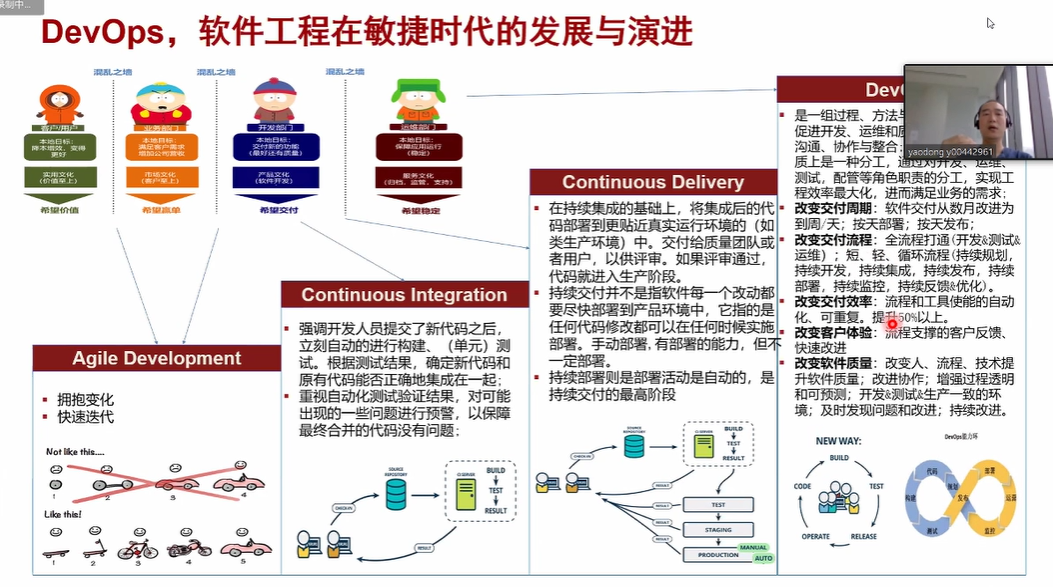 录制中...
DevOps，软件工程在敏捷时代的发展与演进
混乱之墙
混乱之墙
混乱之墙
客户/用户
本地目标：
降本增效，变得
更好
实用文化
（价值至上）
希望价值
业务部门
本地目标：
满足客户需求
增加公司营收
市场文化
（客户至上）
希望赢单
开发部门
本地目标：
交付新的功能
（最好还有质量）
产品文化
（软件开发）
希望交付
运维部门
本地目标：
保障应用运行
（稳定）
服务文化
（归档，监管，支持）
希望稳定
Agile Development
▪ 拥抱变化
▪ 快速迭代
Not like this....
1
2
3
4
Like this!
1
2
3
4
5
Continuous Integration
▪ 强调开发人员提交了新代码之后，
立刻自动的进行构建、（单元）测
试。根据测试结果，确定新代码和
原有代码能否正确地集成在一起；
▪ 重视自动化测试验证结果，对可能
出现的一些问题进行预警，以保障
最终合并的代码没有问题；
SOURCE
REPOSITORY
CI SERVER
BUILD
TEST
RESULT
CHECK-IN
RESULT
Continuous Delivery
▪ 在持续集成的基础上，将集成后的代
码部署到更贴近真实运行环境的（如
类生产环境）中。交付给质量团队或
者用户，以供评审。如果评审通过，
代码就进入生产阶段。
▪ 持续交付并不是指软件每一个改动都
要尽快部署到产品环境中，它指的是
任何代码修改都可以在任何时候实施
部署。手动部署,有部署的能力，但不
一定部署。
▪ 持续部署则是部署活动是自动的，是
持续交付的最高阶段
SOURCE
REPOSITORY
CI SERVER
BUILD
TEST
RESULT
CHECK-IN
RESULT
RESULT
RESULT
RESULT
TEST
STAGING
PRODUCTION
MANUAL
AUTO
Dev
yaodong y00442961
▪ 是一组过程、方法与
促进开发、运维和
沟通、协作与整合；
质上是一种分工，通过对开发、运维、
测试，配管等角色职责的分工，实现工
程效率最大化，进而满足业务的需求；
▪ 改变交付周期：软件交付从数月改进为
到周/天；按天部署；按天发布；
▪ 改变交付流程：全流程打通(开发&测试&
运维）；短、轻、循环流程(持续规划，
持续开发，持续集成，持续发布，持续
部署，持续监控，持续反馈&优化）。
▪ 改变交付效率：流程和工具使能的自动
化、可重复。提升50%以上。
▪ 改变客户体验：流程支撑的客户反馈、
快速改进
▪ 改变软件质量：改变人、流程、技术提
升软件质量；改进协作；增强过程透明
和可预测；开发&测试&生产一致的环
境；及时发现问题和改进；持续改进。
NEW WAY:
BUILD
CODE
TEST
OPERATE
RELEASE
DevOps能力环
代码
部署
构建
规划
发布
运营
测试
监控